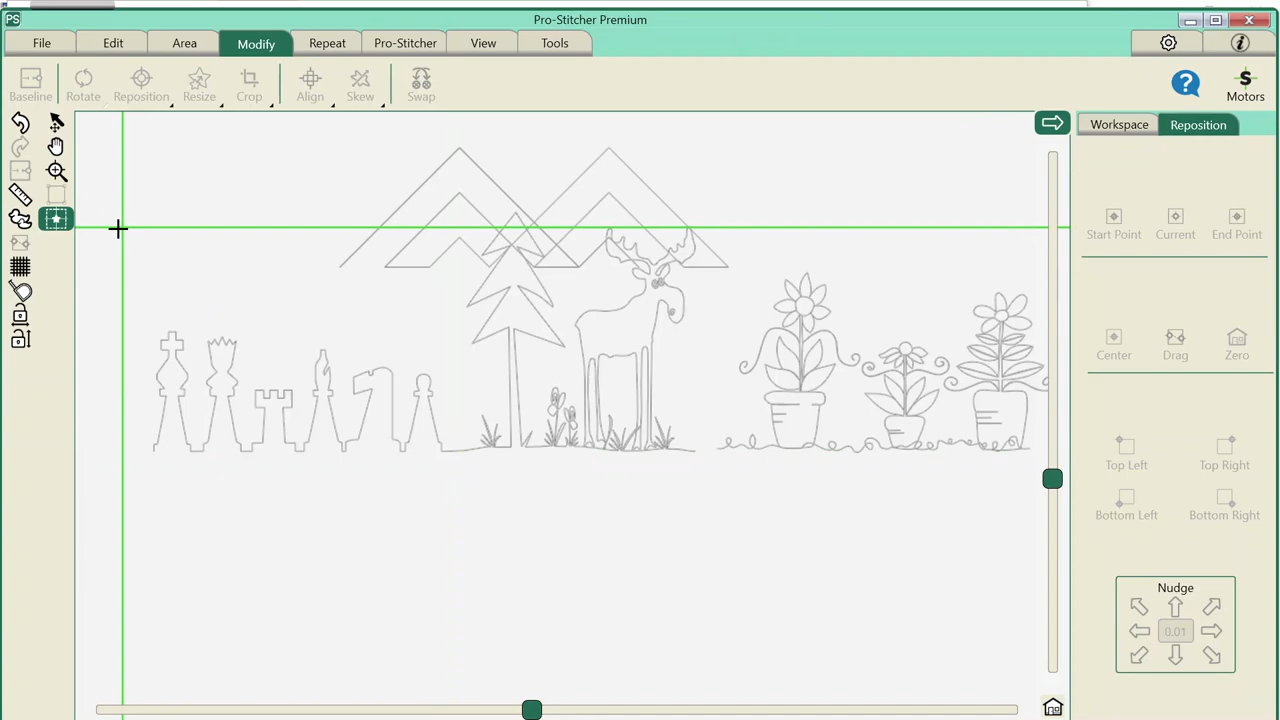 PS
Pro-Stitcher Premium
File Edit Area Modify Repeat Pro-Stitcher View Tools
Baseline Rotate Reposition Resize Crop Align Skew Swap
? S
Motors
Workspace Reposition
Start Point Current End Point
Center Drag Zero
Top Left Top Right
Bottom Left Bottom Right
Nudge
0.01